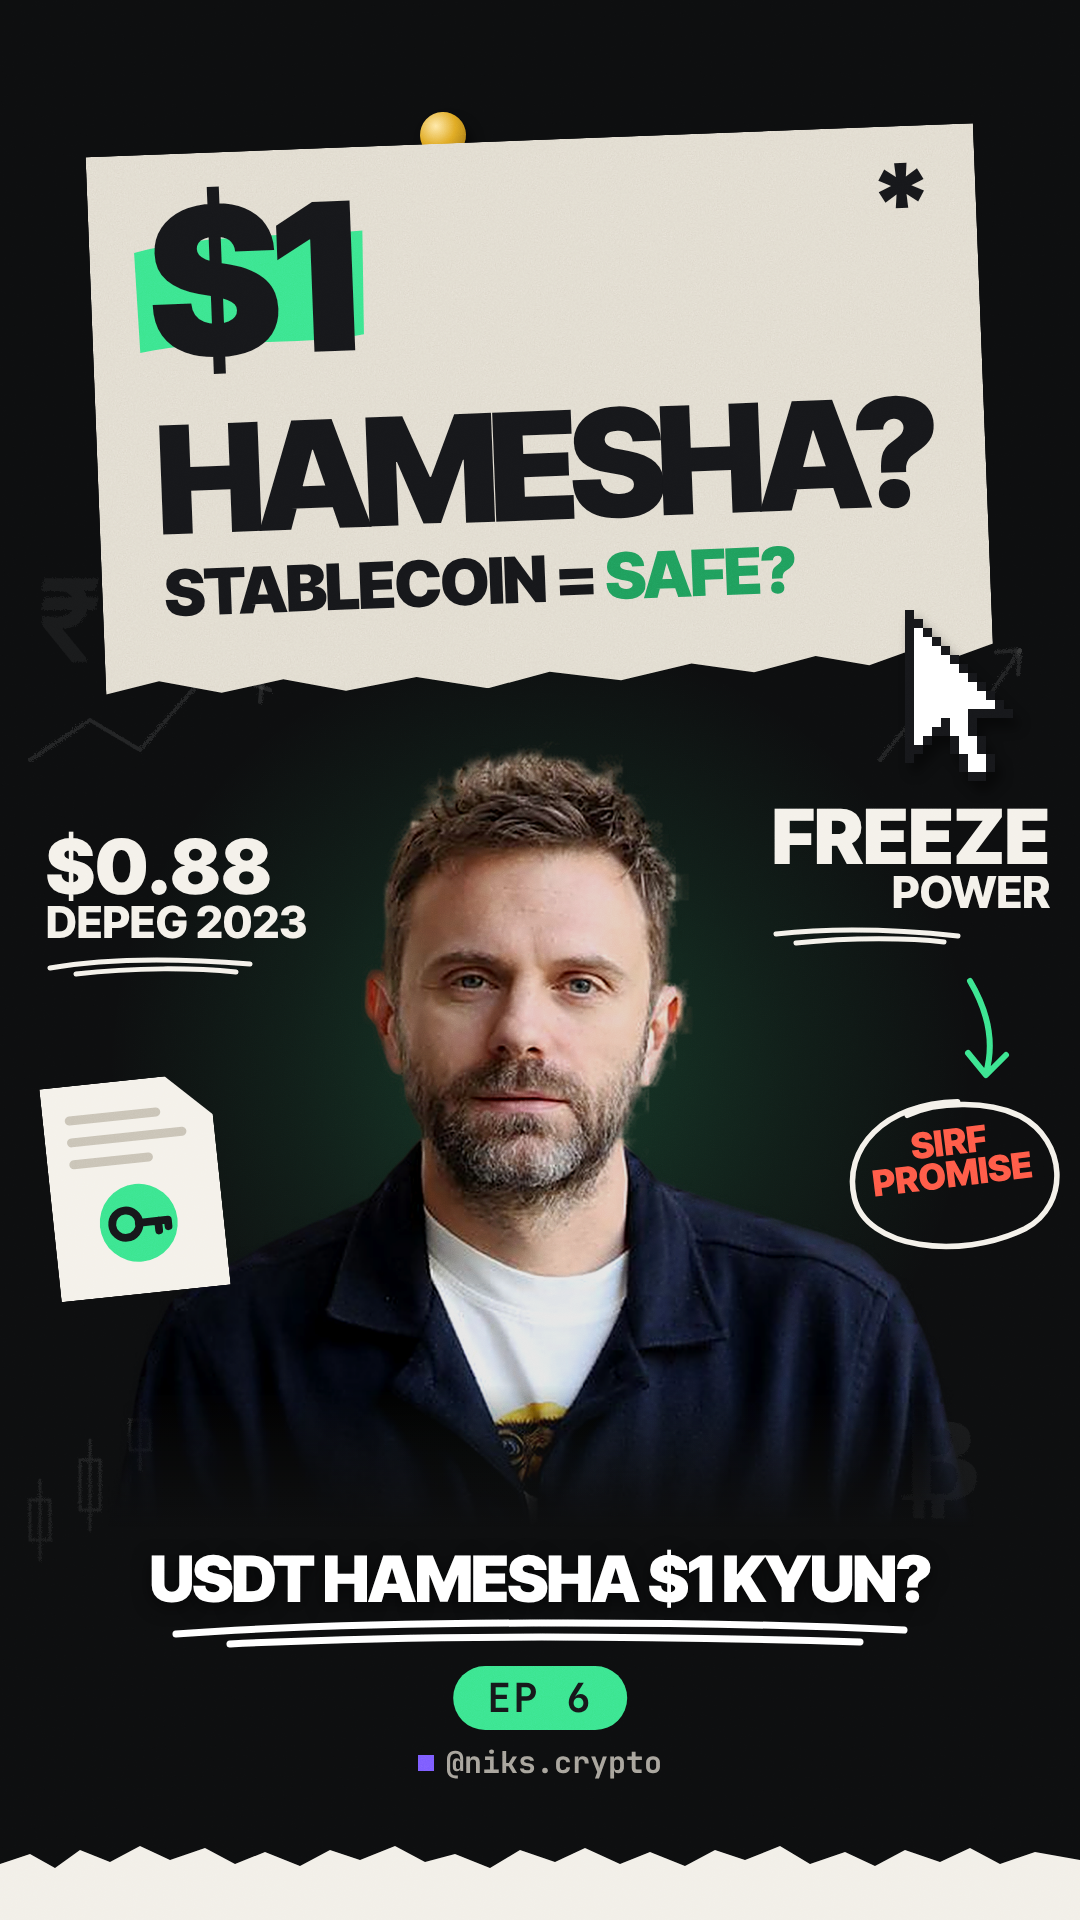 *
$1
HAMESHA?
STABLECOIN = SAFE?
₹
$0.88
DEPEG 2023
FREEZE
POWER
SIRF
PROMISE
USDT HAMESHA $1 KYUN?
EP 6
@niks.crypto